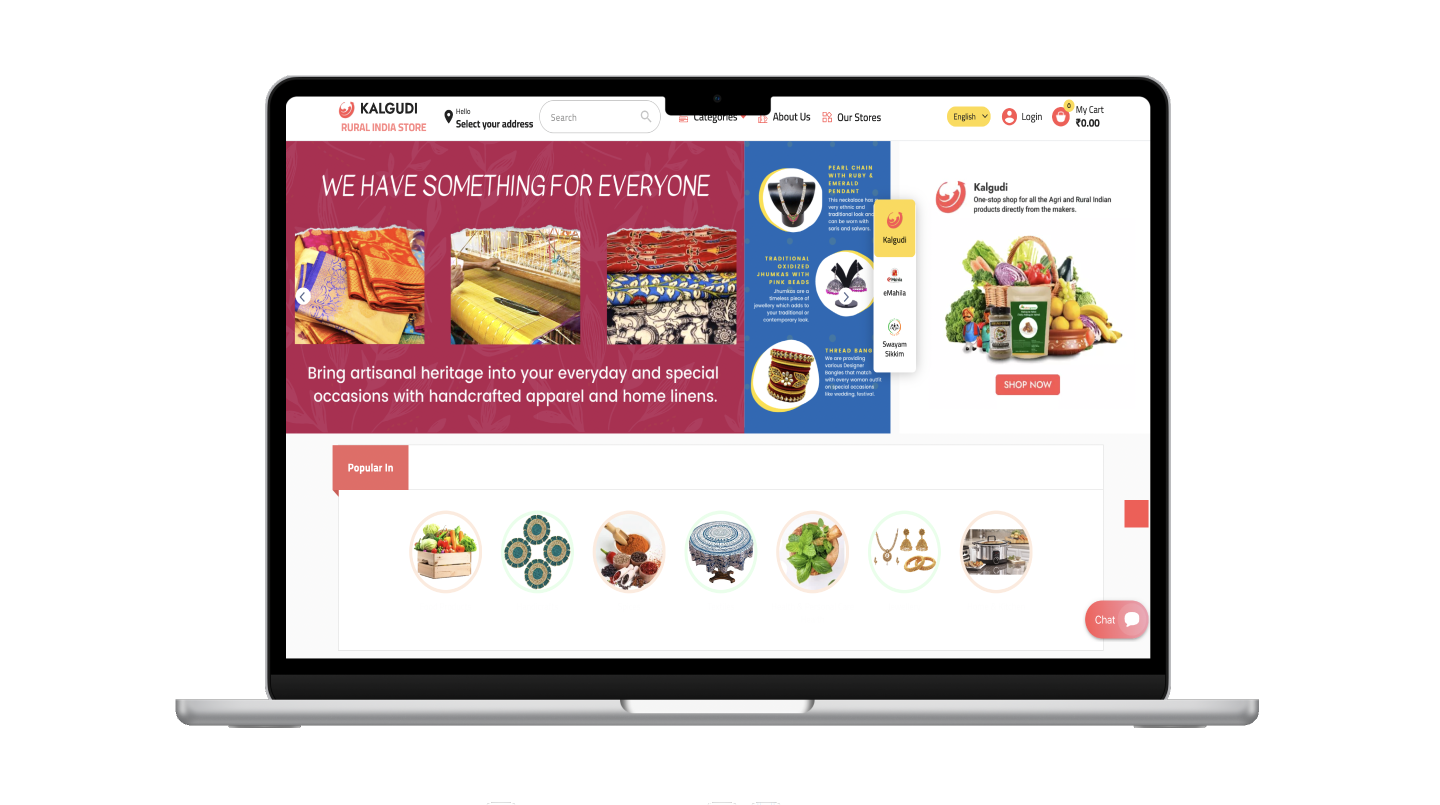 KALGUDI
RURAL INDIA STORE
Hello
Select your address
Search
Categories
About Us
Our Stores
English
Login
0
My Cart
₹0.00
WE HAVE SOMETHING FOR EVERYONE
Bring artisanal heritage into your everyday and special
occasions with handcrafted apparel and home linens.
PEARL CHAIN
WITH RUBY &
EMERALD
PENDANT
This neckalace has
very ethnic and
traditional look and
can be worn with
saris and salwars.
TRADITIONAL
OXIDIZED
JHUMKAS WITH
PINK BEADS
Jhumkas are a
timeless piece of
jewellery which adds to
your traditional or
contemporary look.
THREAD BANG
We are providing
various Designer
Bangles that match
with every woman outfit
on special occasions
like wedding, festival.
Kalgudi
eMahila
Swayam
Sikkim
Kalgudi
One-stop shop for all the Agri and Rural Indian
products directly from the makers.
SHOP NOW
Popular In
Chat